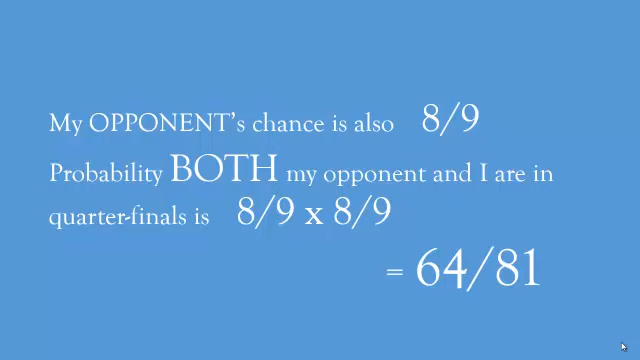 My OPPONENT’s chance is also 8/9
Probability BOTH my opponent and I are in
quarter-finals is 8/9 x 8/9
= 64/81